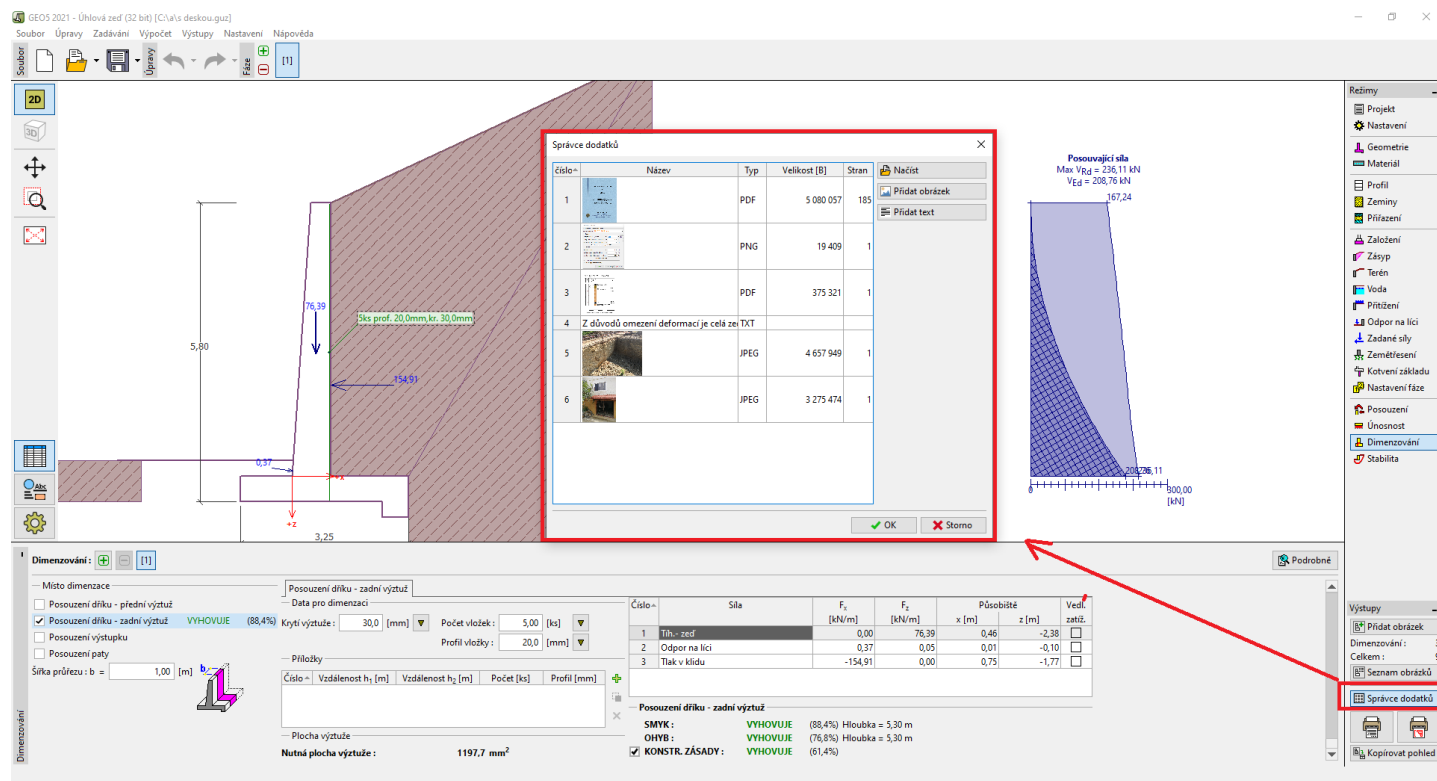 GEO5 2021 - Úhlová zeď (32 bit) [C:\a\s deskou.guz]
Soubor Úpravy Zadávání Výpočet Výstupy Nastavení Nápověda
Soubor
Úpravy
Fáze
[1]
2D
3D
Abc
5,80
76,39
5ks prof. 20,0mm,kr. 30,0mm
154,91
0,37
+x
+z
3,25
Správce dodatků
číslo Název Typ Velikost [B] Stran
1 PDF 5 080 057 185
2 PNG 19 409 1
3 PDF 375 321 1
4 Z důvodů omezení deformací je celá ze TXT
5 JPEG 4 657 949 1
6 JPEG 3 275 474 1
Načíst
Přidat obrázek
Přidat text
OK Storno
Posouvající síla
Max VRd = 236,11 kN
VEd = 208,76 kN
167,24
0
300,00
[kN]
Režimy
Projekt
Nastavení
Geometrie
Materiál
Profil
Zeminy
Přiřazení
Založení
Zásyp
Terén
Voda
Přitížení
Odpor na líci
Zadané síly
Zemětřesení
Kotvení základu
Nastavení fáze
Posouzení
Únosnost
Dimenzování
Stabilita
Výstupy
Přidat obrázek
Dimenzování :
Celkem :
Seznam obrázků
Správce dodatků
Kopírovat pohled
Dimenzování
Dimenzování : [1]
Podrobně
Místo dimenzace
Posouzení dříku - přední výztuž
Posouzení dříku - zadní výztuž VYHOVUJE (88,4%)
Posouzení výstupku
Posouzení paty
Šířka průřezu : b = 1,00 [m]
b
Posouzení dříku - zadní výztuž
Data pro dimenzaci
Krytí výztuže : 30,0 [mm] Počet vložek : 5,00 [ks]
Profil vložky : 20,0 [mm]
Příložky
Číslo Vzdálenost h1 [m] Vzdálenost h2 [m] Počet [ks] Profil [mm]
Plocha výztuže
Nutná plocha výztuže : 1197,7 mm2
Číslo Síla Fx Fz Působiště Vedl.
[kN/m] [kN/m] x [m] z [m] zatíž.
1 Tíh.- zeď 0,00 76,39 0,46 -2,38
2 Odpor na líci 0,37 0,05 0,01 -0,10
3 Tlak v klidu -154,91 0,00 0,75 -1,77
Posouzení dříku - zadní výztuž
SMYK : VYHOVUJE (88,4%) Hloubka = 5,30 m
OHYB : VYHOVUJE (76,8%) Hloubka = 5,30 m
KONSTR. ZÁSADY : VYHOVUJE (61,4%)